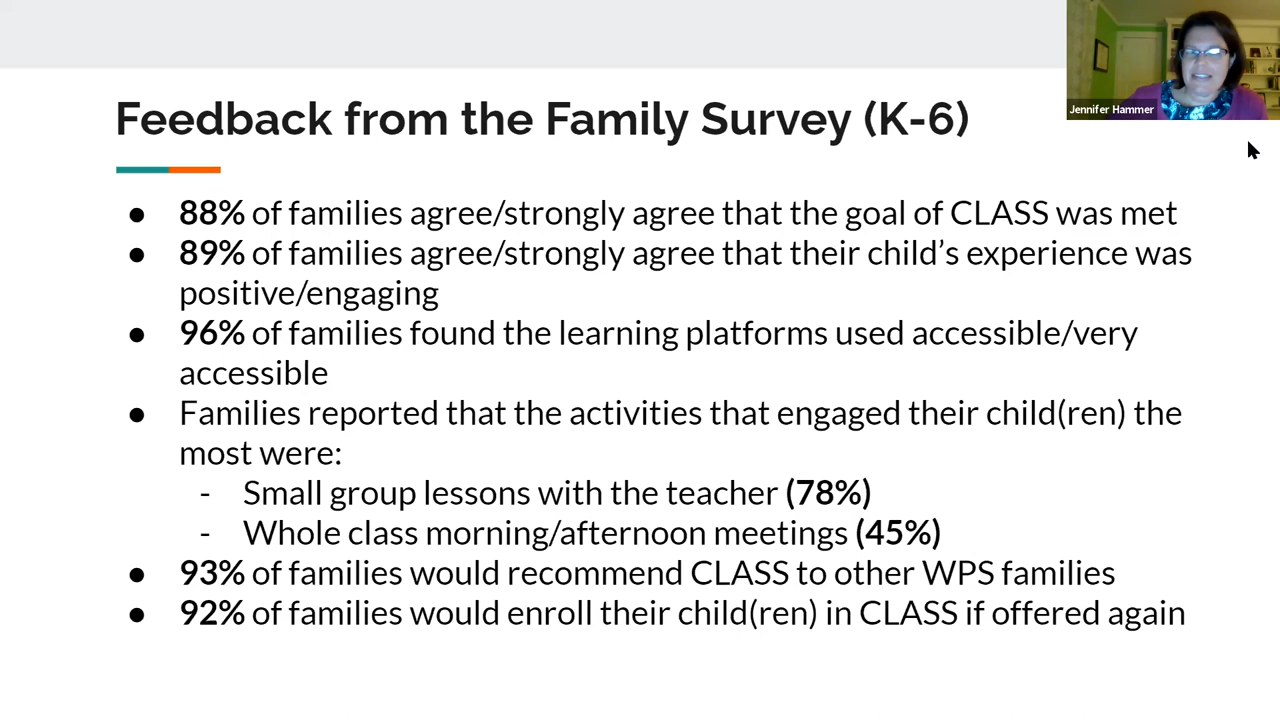 Feedback from the Family Survey (K-6)
Jennifer Hammer
● 88% of families agree/strongly agree that the goal of CLASS was met
● 89% of families agree/strongly agree that their child’s experience was
positive/engaging
● 96% of families found the learning platforms used accessible/very
accessible
● Families reported that the activities that engaged their child(ren) the
most were:
- Small group lessons with the teacher (78%)
- Whole class morning/afternoon meetings (45%)
● 93% of families would recommend CLASS to other WPS families
● 92% of families would enroll their child(ren) in CLASS if offered again